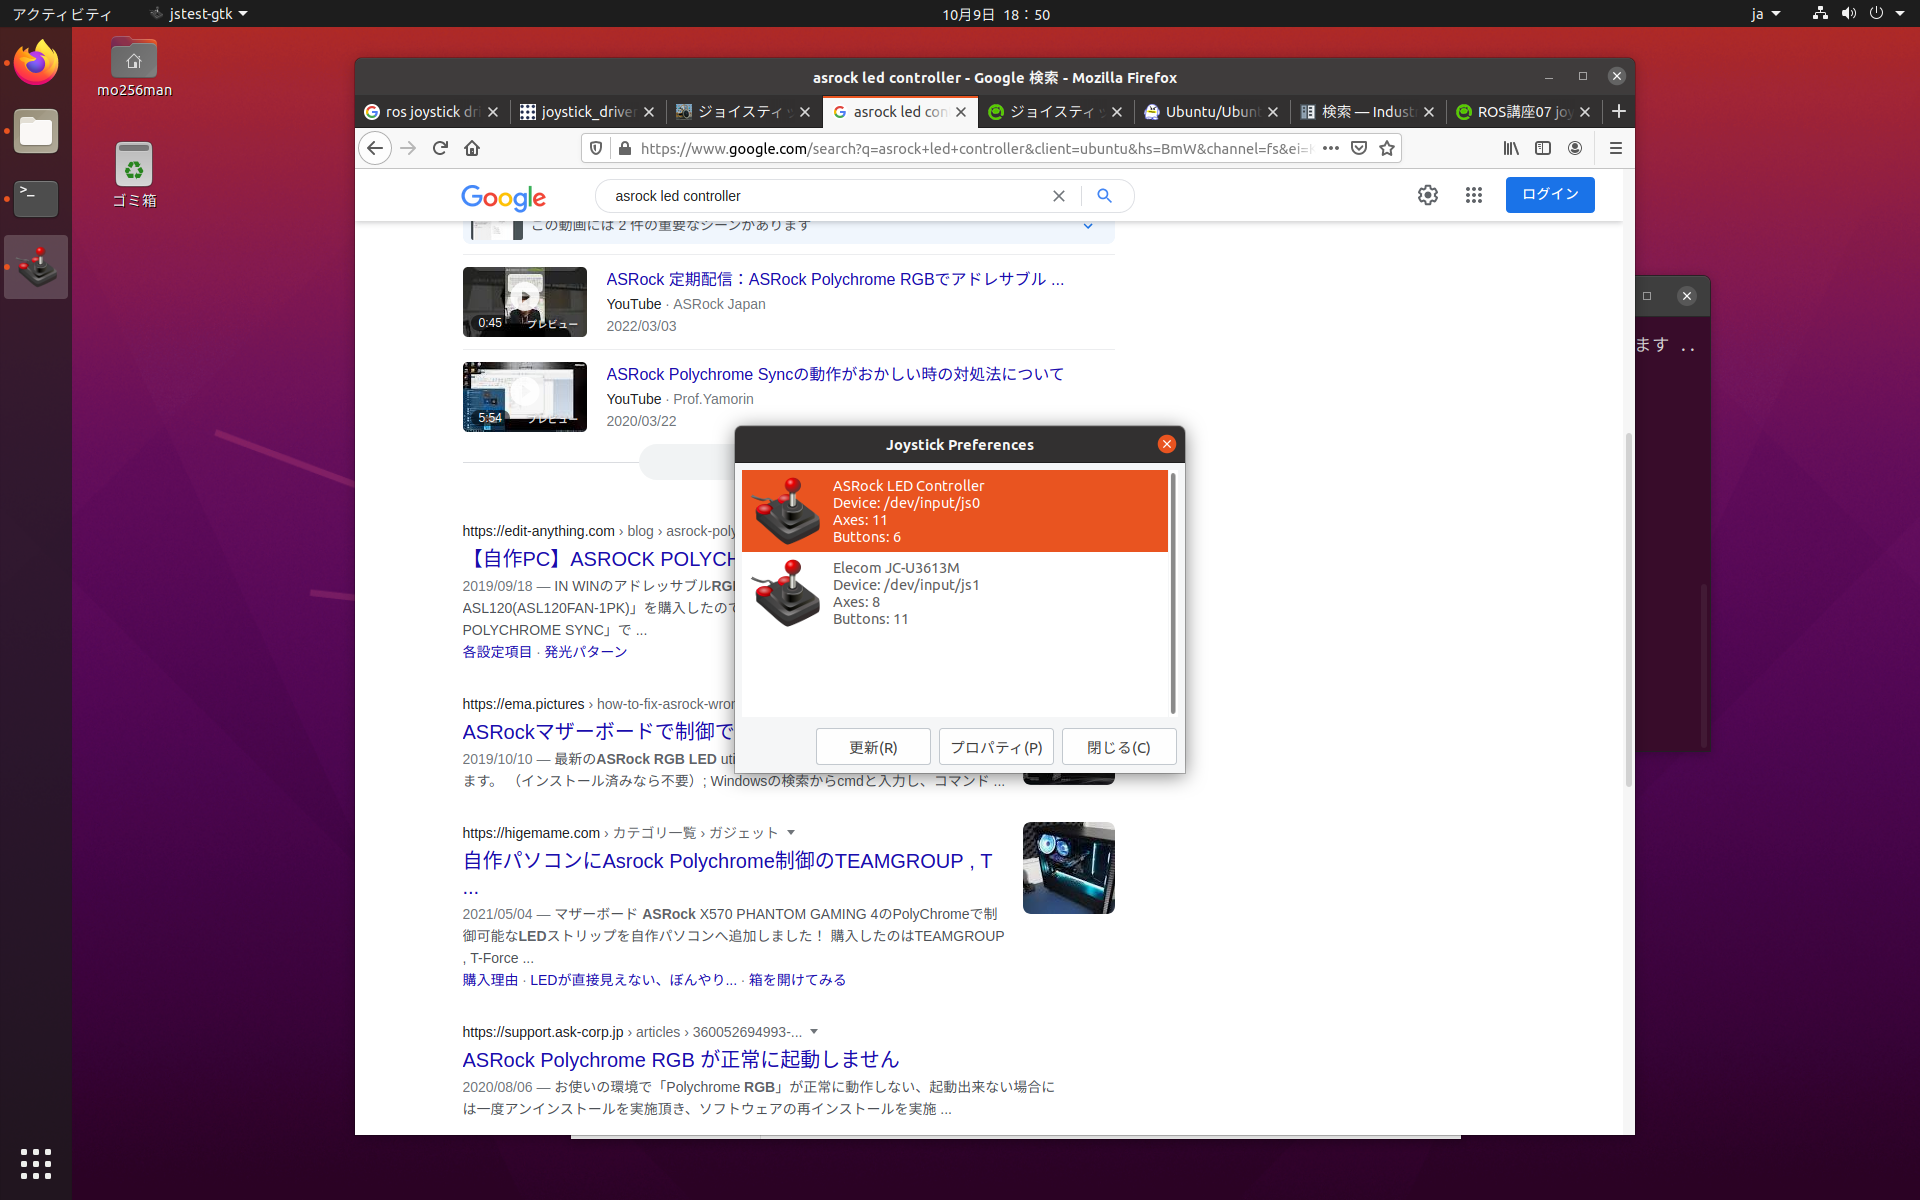 アクティビティ
jstest-gtk
10月9日 18：50
ja
mo256man
ゴミ箱
asrock led controller - Google 検索 - Mozilla Firefox
ros joystick dri
joystick_driver
ジョイスティッ
asrock led con
ジョイスティッ
Ubuntu/Ubunt
検索 — Indust
ROS講座07 joy
https://www.google.com/search?q=asrock+led+controller&client=ubuntu&hs=BmW&channel=fs&ei=
Google
asrock led controller
ログイン
この動画には 2 件の重要なシーンがあります
ASRock 定期配信：ASRock Polychrome RGBでアドレサブル ...
YouTube · ASRock Japan
2022/03/03
0:45
プレビュー
ASRock Polychrome Syncの動作がおかしい時の対処法について
YouTube · Prof.Yamorin
2020/03/22
5:54
プレビュー
ます ..
Joystick Preferences
ASRock LED Controller
Device: /dev/input/js0
Axes: 11
Buttons: 6
Elecom JC-U3613M
Device: /dev/input/js1
Axes: 8
Buttons: 11
更新(R)
プロパティ(P)
閉じる(C)
https://edit-anything.com › blog › asrock-poly
【自作PC】ASROCK POLYCH
2019/09/18 — IN WINのアドレッサブルRGB
ASL120(ASL120FAN-1PK)」を購入したので
POLYCHROME SYNC」で ...
各設定項目 · 発光パターン
https://ema.pictures › how-to-fix-asrock-wron
ASRockマザーボードで制御で
2019/10/10 — 最新のASRock RGB LED uti
ます。 （インストール済みなら不要）; Windowsの検索からcmdと入力し、コマンド ...
https://higemame.com › カテゴリ一覧 › ガジェット
自作パソコンにAsrock Polychrome制御のTEAMGROUP , T
...
2021/05/04 — マザーボード ASRock X570 PHANTOM GAMING 4のPolyChromeで制
御可能なLEDストリップを自作パソコンへ追加しました！ 購入したのはTEAMGROUP
, T-Force ...
購入理由 · LEDが直接見えない、ぼんやり... · 箱を開けてみる
https://support.ask-corp.jp › articles › 360052694993-...
ASRock Polychrome RGB が正常に起動しません
2020/08/06 — お使いの環境で「Polychrome RGB」が正常に動作しない、起動出来ない場合に
は一度アンインストールを実施頂き、ソフトウェアの再インストールを実施 ...